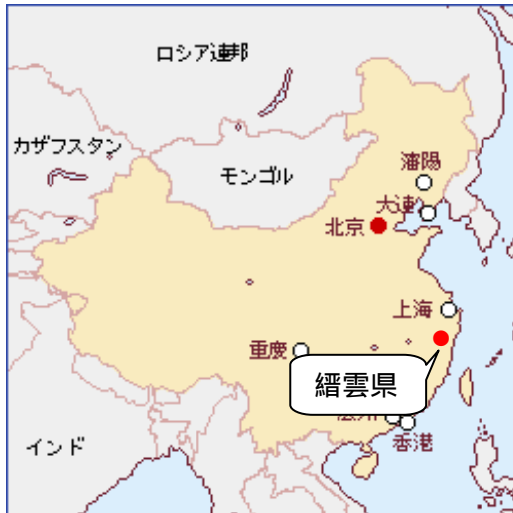 ロシア連邦
カザフスタン
モンゴル
瀋陽
大連
北京
上海
重慶
縉雲県
香港
インド